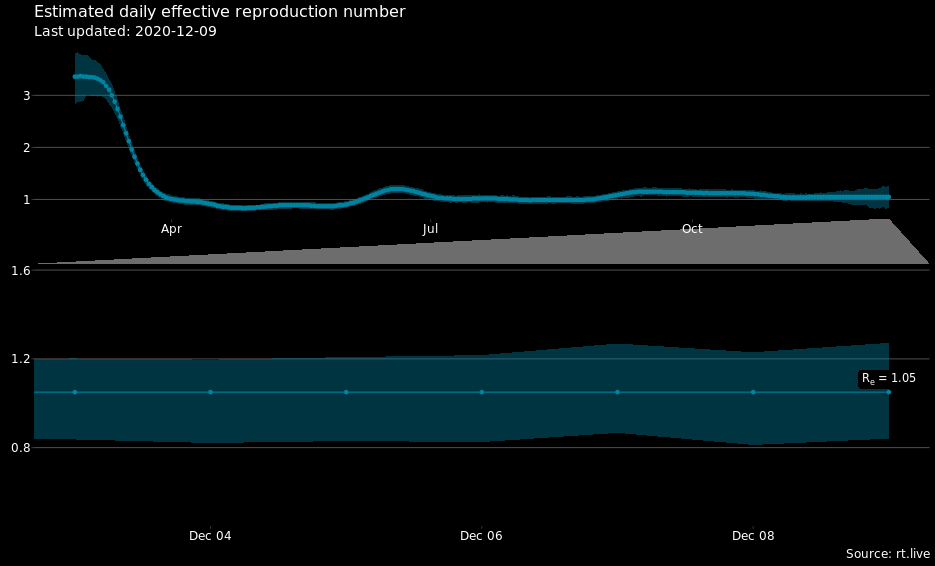 Estimated daily effective reproduction number
Last updated: 2020-12-09
3
2
1
Apr Jul Oct
1.6
1.2
Re = 1.05
0.8
Dec 04 Dec 06 Dec 08
Source: rt.live